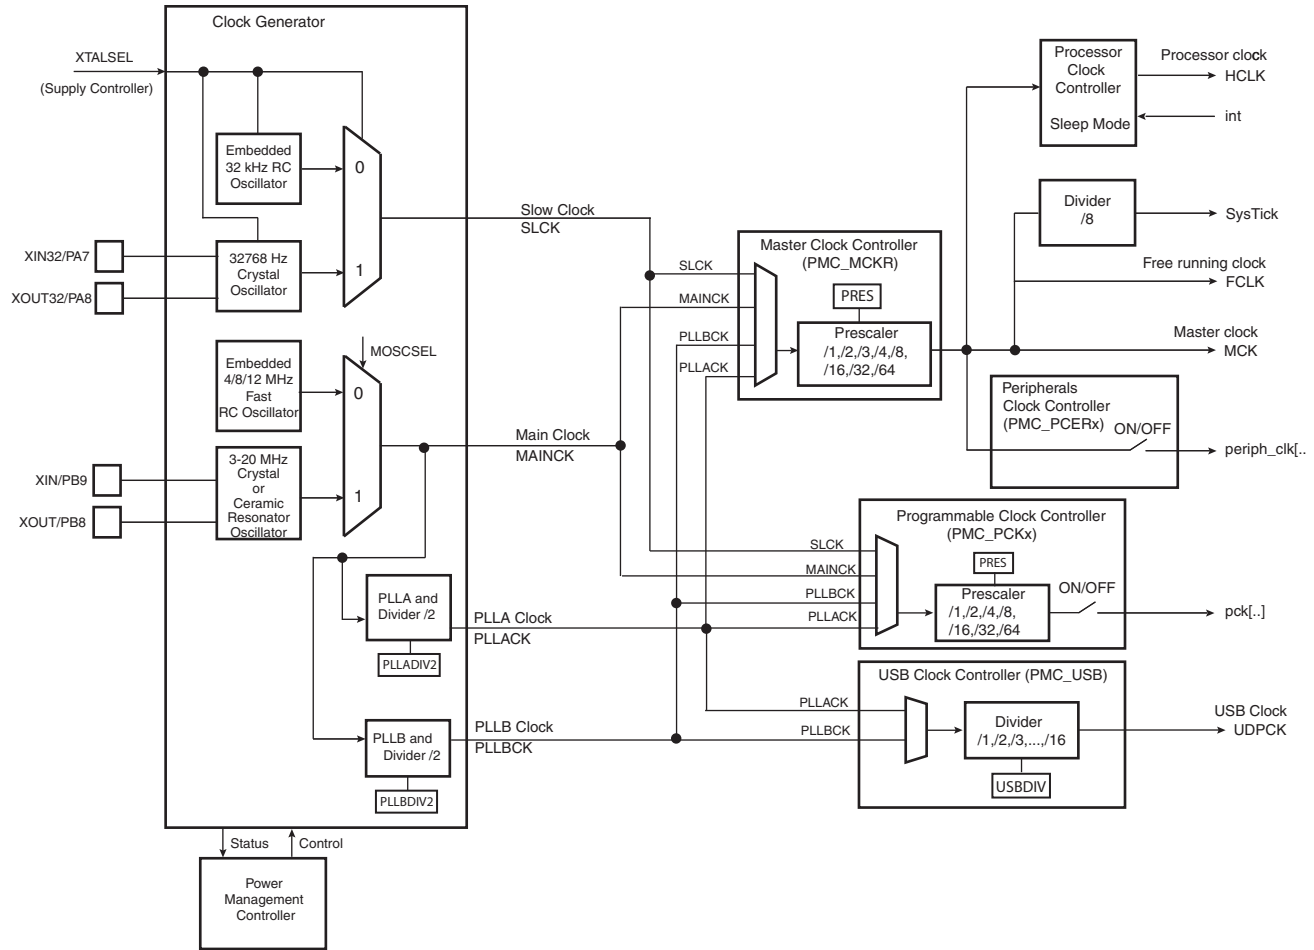 Clock Generator
XTALSEL
(Supply Controller)
Embedded
32 kHz RC
Oscillator
0
XIN32/PA7
XOUT32/PA8
32768 Hz
Crystal
Oscillator
1
Slow Clock
SLCK
MOSCSEL
Embedded
4/8/12 MHz
Fast
RC Oscillator
0
XIN/PB9
XOUT/PB8
3-20 MHz
Crystal
or
Ceramic
Resonator
Oscillator
1
Main Clock
MAINCK
PLLA and
Divider /2
PLLADIV2
PLLA Clock
PLLACK
PLLB and
Divider /2
PLLBDIV2
PLLB Clock
PLLBCK
Status
Control
Power
Management
Controller
Master Clock Controller
(PMC_MCKR)
SLCK
MAINCK
PLLBCK
PLLACK
PRES
Prescaler
/1,/2,/3,/4,/8,
/16,/32,/64
Processor
Clock
Controller
Sleep Mode
Processor clock
HCLK
int
Divider
/8
SysTick
Free running clock
FCLK
Master clock
MCK
Peripherals
Clock Controller
(PMC_PCERx)
ON/OFF
periph_clk[..
Programmable Clock Controller
(PMC_PCKx)
SLCK
MAINCK
PLLBCK
PLLACK
PRES
Prescaler
/1,/2,/4,/8,
/16,/32,/64
ON/OFF
pck[..]
USB Clock Controller (PMC_USB)
PLLACK
PLLBCK
Divider
/1,/2,/3,...,/16
USBDIV
USB Clock
UDPCK